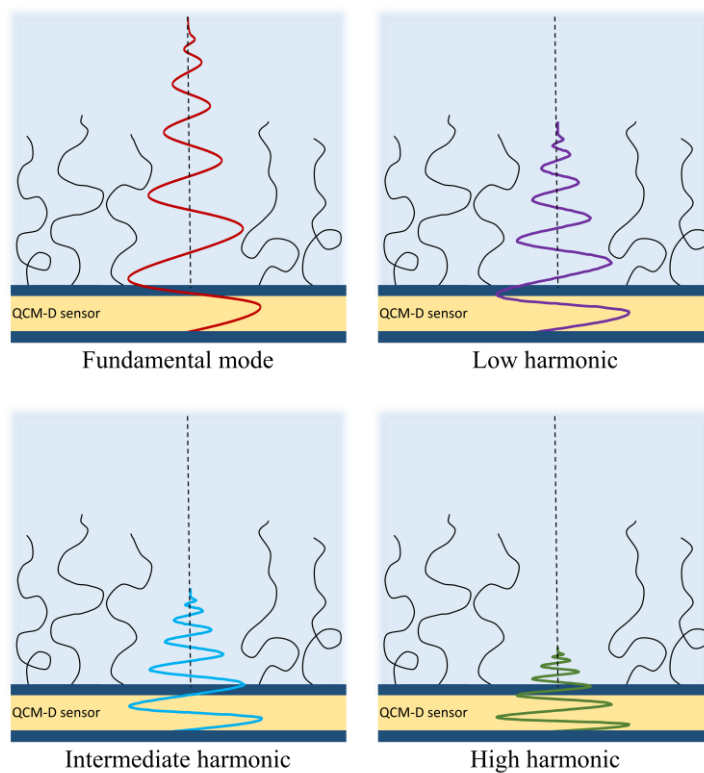 QCM-D sensor
QCM-D sensor
Fundamental mode
Low harmonic
QCM-D sensor
QCM-D sensor
Intermediate harmonic
High harmonic